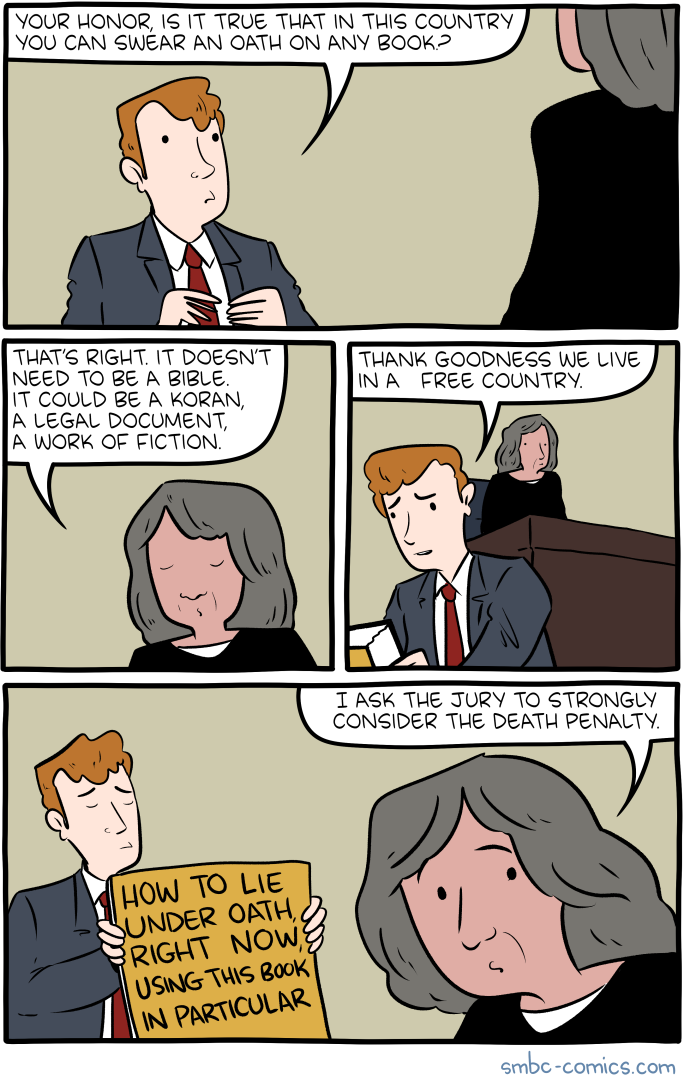 YOUR HONOR, IS IT TRUE THAT IN THIS COUNTRY
YOU CAN SWEAR AN OATH ON ANY BOOK?
THAT'S RIGHT. IT DOESN'T
NEED TO BE A BIBLE.
IT COULD BE A KORAN,
A LEGAL DOCUMENT,
A WORK OF FICTION.
THANK GOODNESS WE LIVE
IN A FREE COUNTRY.
I ASK THE JURY TO STRONGLY
CONSIDER THE DEATH PENALTY.
HOW TO LIE
UNDER OATH,
RIGHT NOW,
USING THIS BOOK
IN PARTICULAR
smbc-comics.com